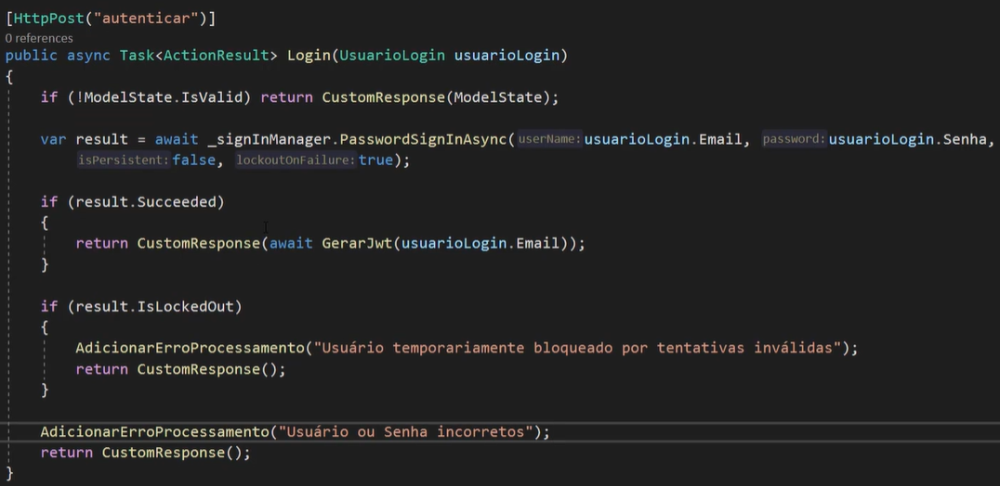 [HttpPost("autenticar")]
0 references
public async Task<ActionResult> Login(UsuarioLogin usuarioLogin)
{
if (!ModelState.IsValid) return CustomResponse(ModelState);
var result = await _signInManager.PasswordSignInAsync(userName: usuarioLogin.Email, password: usuarioLogin.Senha,
isPersistent: false, lockoutOnFailure: true);
if (result.Succeeded)
{
return CustomResponse(await GerarJwt(usuarioLogin.Email));
}
if (result.IsLockedOut)
{
AdicionarErroProcessamento("Usuário temporariamente bloqueado por tentativas inválidas");
return CustomResponse();
}
AdicionarErroProcessamento("Usuário ou Senha incorretos");
return CustomResponse();
}